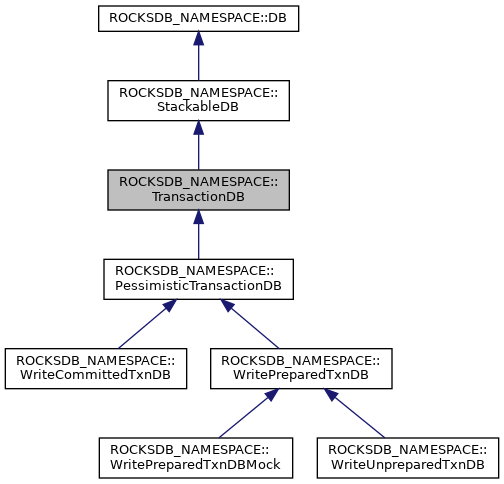 ROCKSDB_NAMESPACE::DB
ROCKSDB_NAMESPACE::
StackableDB
ROCKSDB_NAMESPACE::
TransactionDB
ROCKSDB_NAMESPACE::
PessimisticTransactionDB
ROCKSDB_NAMESPACE::
WriteCommittedTxnDB
ROCKSDB_NAMESPACE::
WritePreparedTxnDB
ROCKSDB_NAMESPACE::
WritePreparedTxnDBMock
ROCKSDB_NAMESPACE::
WriteUnpreparedTxnDB